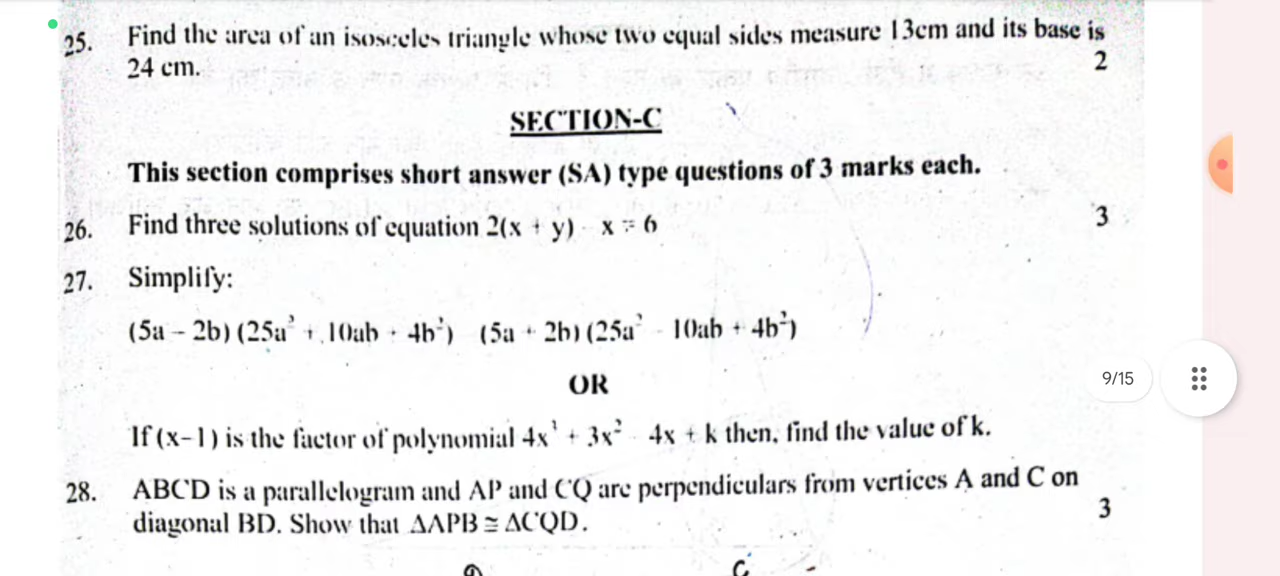 25. Find the area of an isosceles triangle whose two equal sides measure 13cm and its base is
24 cm. 2
SECTION-C
This section comprises short answer (SA) type questions of 3 marks each.
26. Find three solutions of equation 2(x + y) - x = 6 3
27. Simplify:
(5a – 2b) (25a² + 10ab + 4b²) (5a + 2b) (25a² - 10ab + 4b²)
OR
9/15
If (x–1) is the factor of polynomial 4x³ + 3x² 4x + k then, find the value of k.
28. ABCD is a parallelogram and AP and CQ are perpendiculars from vertices A and C on
diagonal BD. Show that ΔAPB ≅ ΔCQD. 3
C